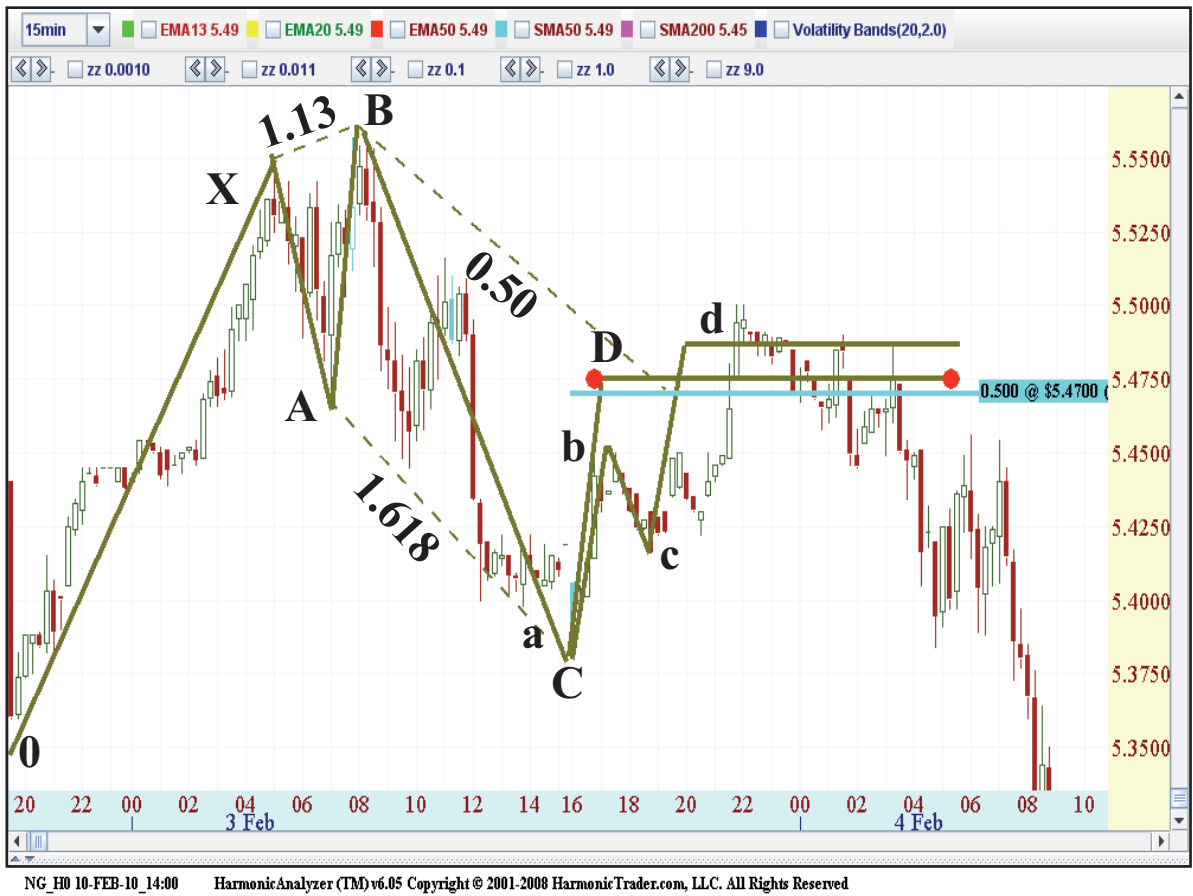 15min EMA13 5.49 EMA20 5.49 EMA50 5.49 SMA50 5.49 SMA200 5.45 Volatility Bands(20,2.0)
zz 0.0010 zz 0.011 zz 0.1 zz 1.0 zz 9.0
B
1.13
5.5500
X
5.5250
0.50
5.5000
d
D
5.4750
0.500 @ $5.4700 (
A
b
5.4500
1.618
5.4250
c
5.4000
a
C
5.3750
0
5.3500
20 22 00 02 04 06 08 10 12 14 16 18 20 22 00 02 04 06 08 10
3 Feb 4 Feb
NG_H0 10-FEB-10_14:00 HarmonicAnalyzer (TM) v6.05 Copyright © 2001-2008 HarmonicTrader.com, LLC. All Rights Reserved